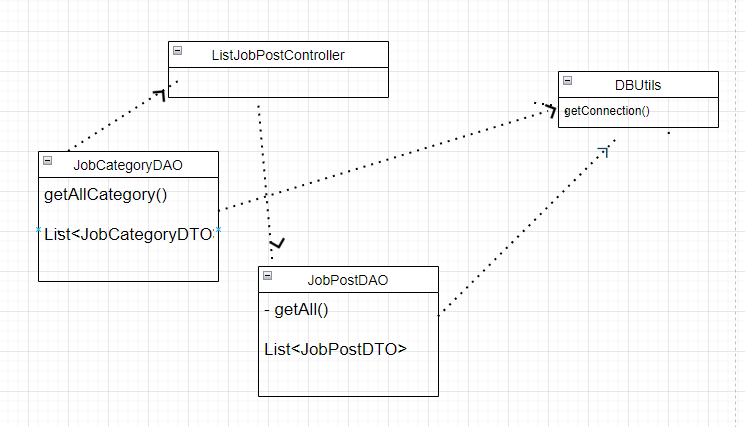 ListJobPostController
DBUtils
getConnection()
JobCategoryDAO
getAllCategory()
List<JobCategoryDTO
JobPostDAO
- getAll()
List<JobPostDTO>